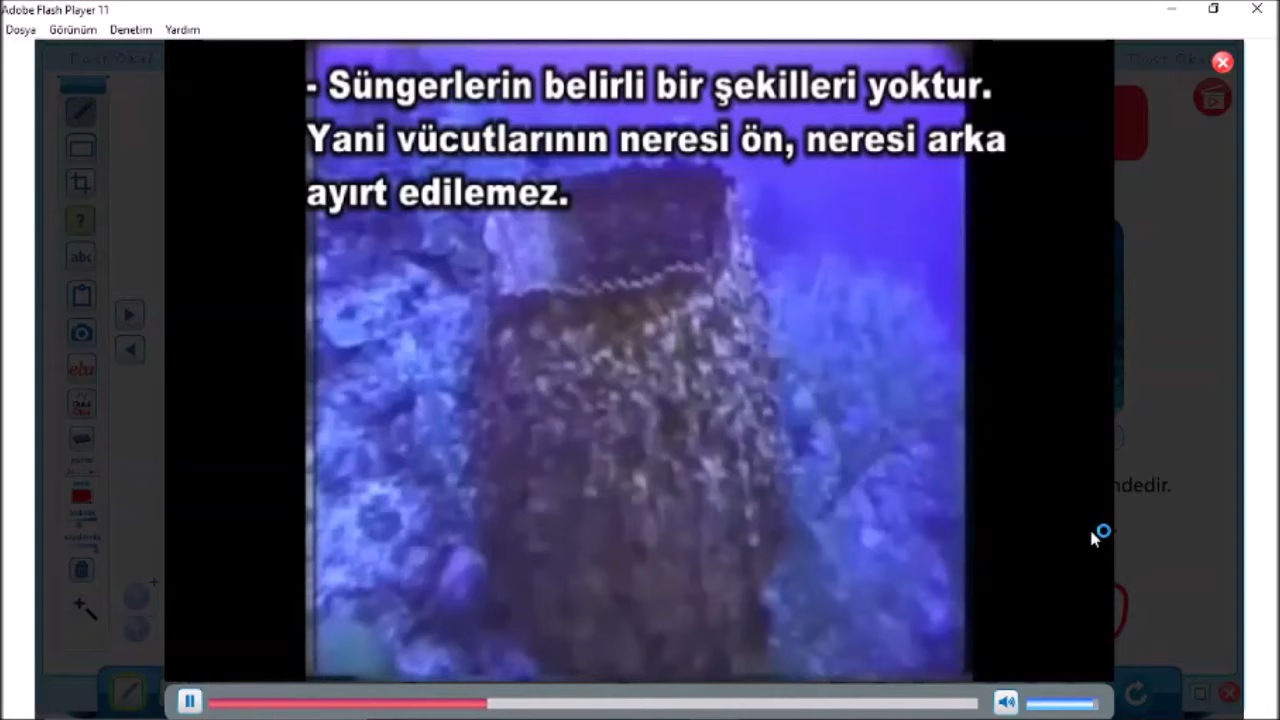 Adobe Flash Player 11
Dosya Görünüm Denetim Yardım
- Süngerlerin belirli bir şekilleri yoktur.
Yani vücutlarının neresi ön, neresi arka
ayırt edilemez.
?
abc
ndedir.